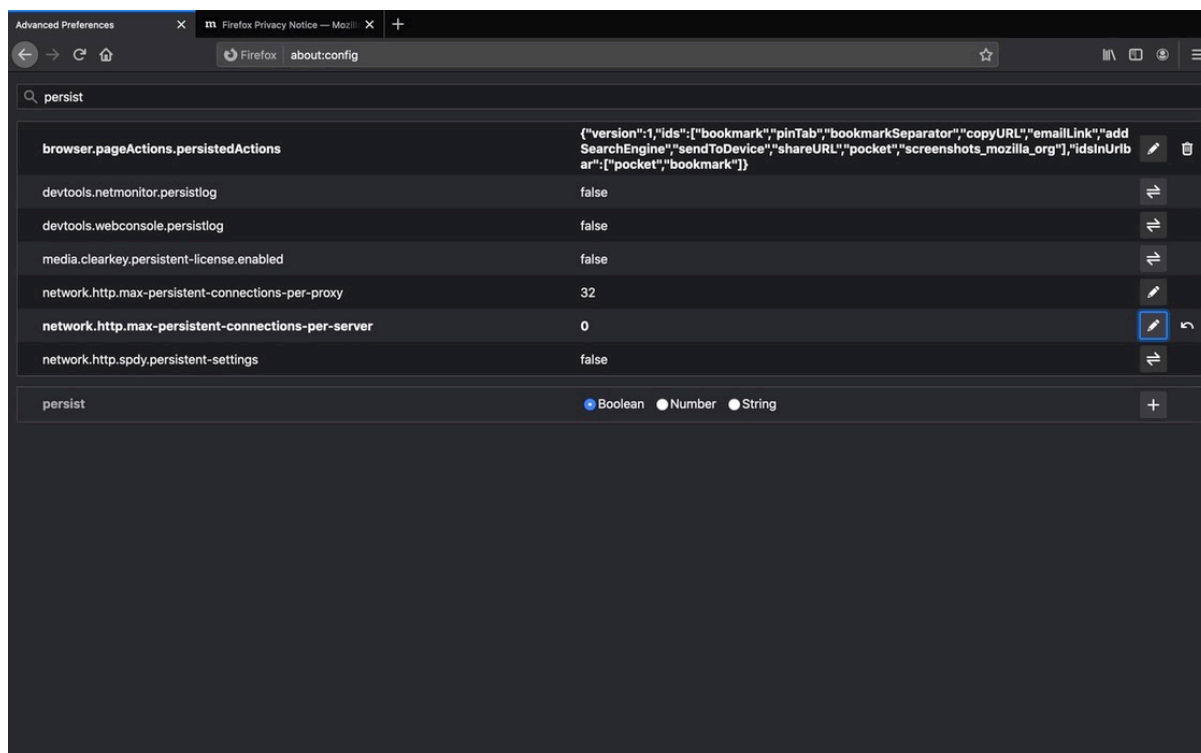 Advanced Preferences
Firefox Privacy Notice — Mozil
Firefox about:config
persist
browser.pageActions.persistedActions
{"version":1,"ids":["bookmark","pinTab","bookmarkSeparator","copyURL","emailLink","add
SearchEngine","sendToDevice","shareURL","pocket","screenshots_mozilla_org"],"idsInUrlb
ar":["pocket","bookmark"]}
devtools.netmonitor.persistlog false
devtools.webconsole.persistlog false
media.clearkey.persistent-license.enabled false
network.http.max-persistent-connections-per-proxy 32
network.http.max-persistent-connections-per-server 0
network.http.spdy.persistent-settings false
persist Boolean Number String